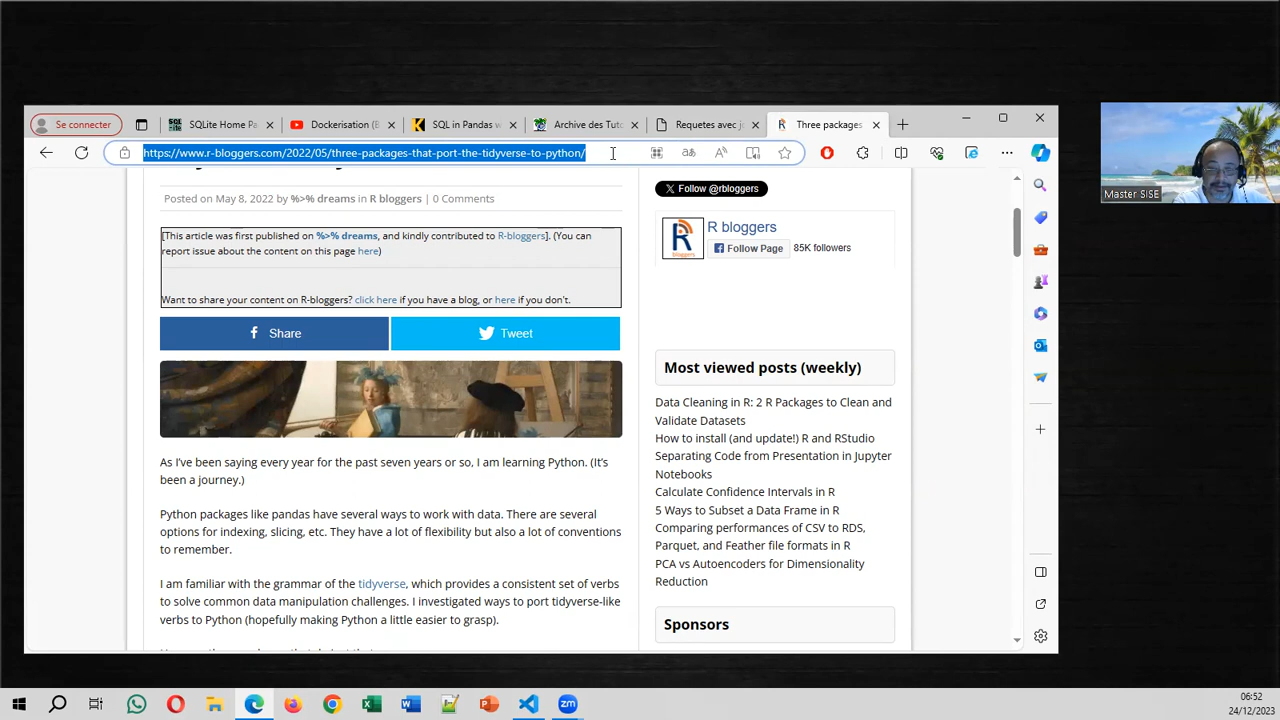 Se connecter
SQLite Home Pa
Dockerisation (E
SQL in Pandas w
Archive des Tuto
Requetes avec jo
Three packages
https://www.r-bloggers.com/2022/05/three-packages-that-port-the-tidyverse-to-python/
Posted on May 8, 2022 by %>% dreams in R bloggers | 0 Comments
[This article was first published on %>% dreams, and kindly contributed to R-bloggers]. (You can
report issue about the content on this page here)
Want to share your content on R-bloggers? click here if you have a blog, or here if you don't.
Share
Tweet
As I've been saying every year for the past seven years or so, I am learning Python. (It's
been a journey.)
Python packages like pandas have several ways to work with data. There are several
options for indexing, slicing, etc. They have a lot of flexibility but also a lot of conventions
to remember.
I am familiar with the grammar of the tidyverse, which provides a consistent set of verbs
to solve common data manipulation challenges. I investigated ways to port tidyverse-like
verbs to Python (hopefully making Python a little easier to grasp).
Follow @rbloggers
R bloggers
Follow Page
85K followers
Most viewed posts (weekly)
Data Cleaning in R: 2 R Packages to Clean and
Validate Datasets
How to install (and update!) R and RStudio
Separating Code from Presentation in Jupyter
Notebooks
Calculate Confidence Intervals in R
5 Ways to Subset a Data Frame in R
Comparing performances of CSV to RDS,
Parquet, and Feather file formats in R
PCA vs Autoencoders for Dimensionality
Reduction
Sponsors
Master SISE
06:52
24/12/2023